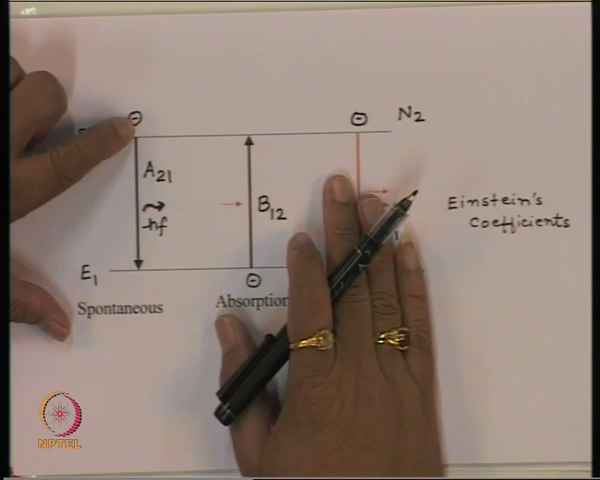 N2
A21
hf
B12
Einstein's
Coefficients
E1
Spontaneous
Absorption
NPTEL